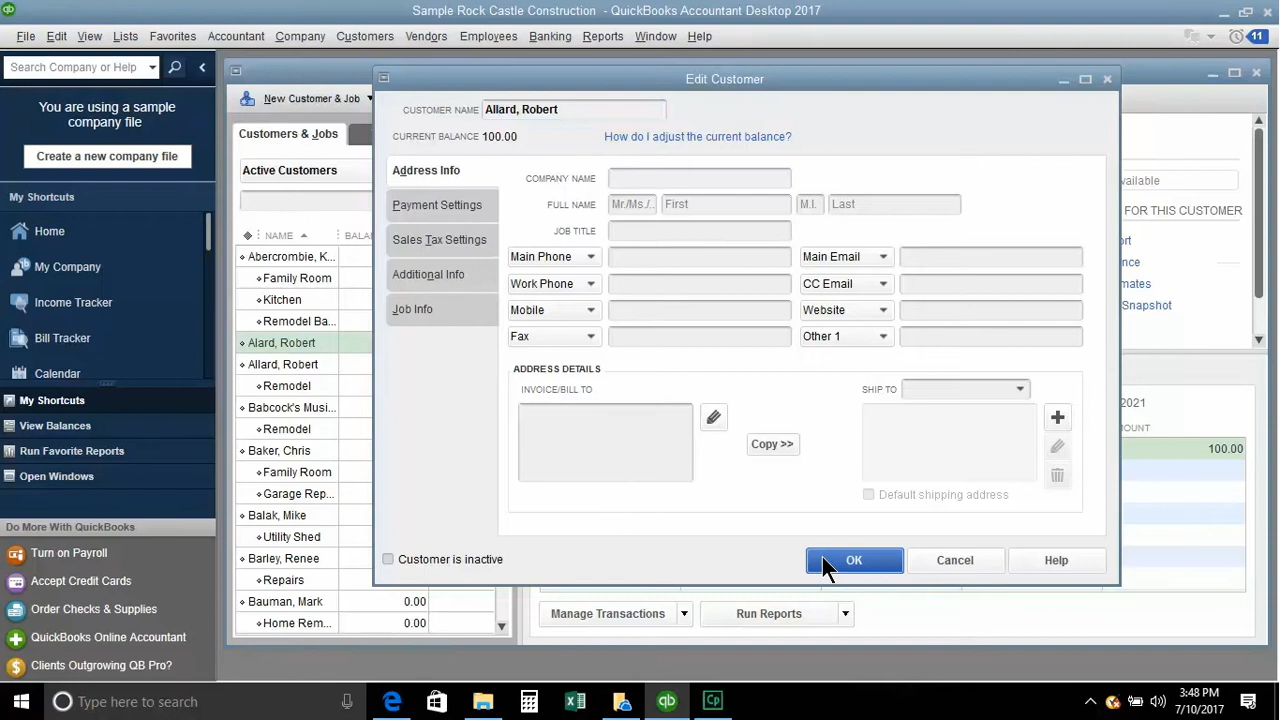 Sample Rock Castle Construction - QuickBooks Accountant Desktop 2017
File Edit View Lists Favorites Accountant Company Customers Vendors Employees Banking Reports Window Help 11
Search Company or Help
You are using a sample
company file
Create a new company file
My Shortcuts
Home
My Company
Income Tracker
Bill Tracker
Calendar
My Shortcuts
View Balances
Run Favorite Reports
Open Windows
Do More With QuickBooks
Turn on Payroll
Accept Credit Cards
Order Checks & Supplies
QuickBooks Online Accountant
Clients Outgrowing QB Pro?
New Customer & Job
Customers & Jobs
Active Customers
NAME BALA
Abercrombie, K...
Family Room
Kitchen
Remodel Ba...
Alard, Robert
Allard, Robert
Remodel
Babcock's Musi...
Remodel
Baker, Chris
Family Room
Garage Rep...
Balak, Mike
Utility Shed
Barley, Renee
Repairs
Bauman, Mark 0.00
Home Rem... 0.00
Edit Customer
CUSTOMER NAME Allard, Robert
CURRENT BALANCE 100.00 How do I adjust the current balance?
Address Info
Payment Settings
Sales Tax Settings
Additional Info
Job Info
COMPANY NAME
FULL NAME Mr/Ms./.. First M.I. Last
JOB TITLE
Main Phone Main Email
Work Phone CC Email
Mobile Website
Fax Other 1
ADDRESS DETAILS
INVOICE/BILL TO SHIP TO
Copy >>
Default shipping address
Customer is inactive
OK Cancel Help
vailable
FOR THIS CUSTOMER
ort
nce
mates
Snapshot
2021
MOUNT
100.00
Manage Transactions Run Reports
Type here to search
3:48 PM
7/10/2017